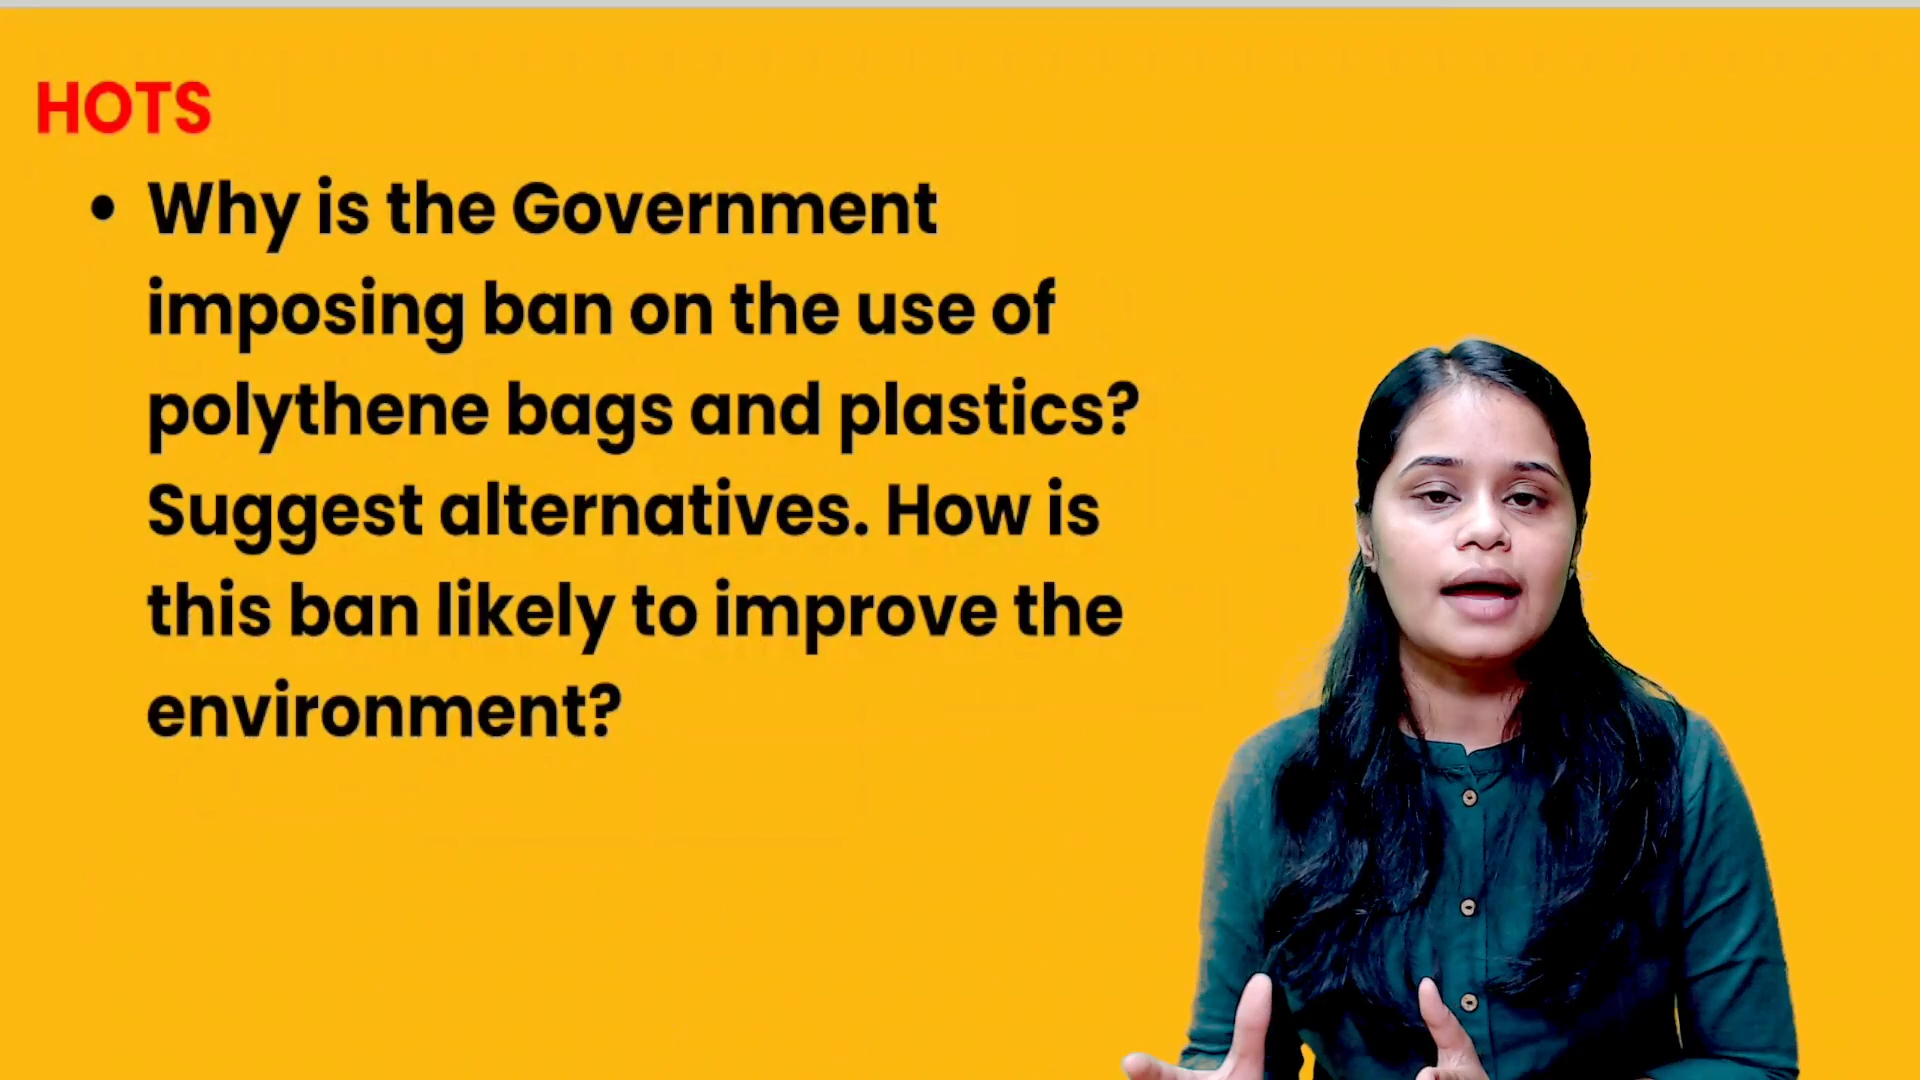 HOTS
• Why is the Government
imposing ban on the use of
polythene bags and plastics?
Suggest alternatives. How is
this ban likely to improve the
environment?